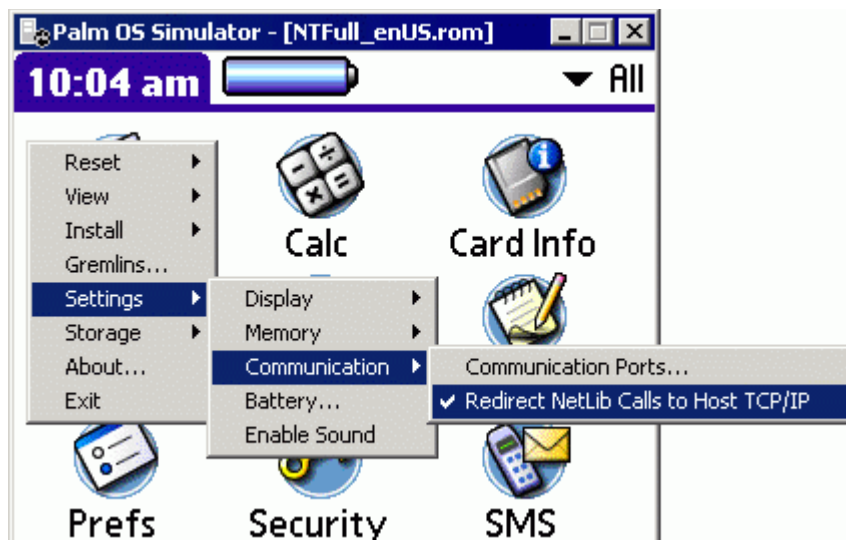 Palm OS Simulator - [NTFull_enUS.rom]
10:04 am
All
Reset
View
Install
Gremlins...
Settings
Storage
About...
Exit
Calc
Card Info
Display
Memory
Communication
Battery...
Enable Sound
Communication Ports...
Redirect NetLib Calls to Host TCP/IP
Prefs
Security
SMS